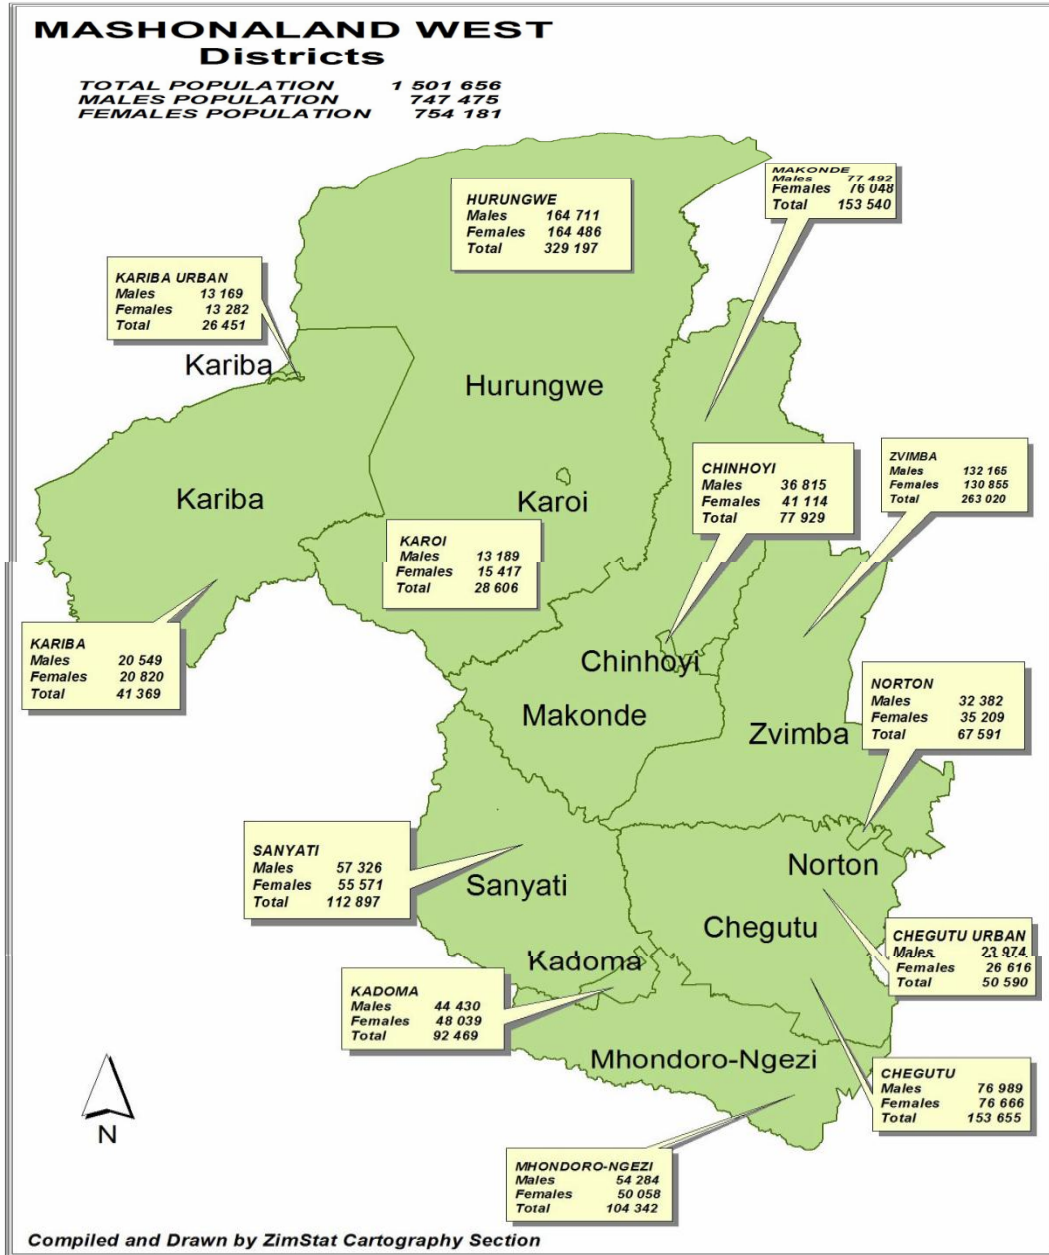 MASHONALAND WEST
Districts
TOTAL POPULATION 1 501 656
MALES POPULATION 747 475
FEMALES POPULATION 754 181
MAKONDE
Males 77 492
Females 76 048
Total 153 540
HURUNGWE
Males 164 711
Females 164 486
Total 329 197
KARIBA URBAN
Males 13 169
Females 13 282
Total 26 451
Kariba
Hurungwe
CHINHOYI
Males 36 815
Females 41 114
Total 77 929
ZVIMBA
Males 132 165
Females 130 855
Total 263 020
Kariba
Karoi
KAROI
Males 13 189
Females 15 417
Total 28 606
KARIBA
Males 20 549
Females 20 820
Total 41 369
Chinhoyi
Makonde
NORTON
Males 32 382
Females 35 209
Total 67 591
Zvimba
SANYATI
Males 57 326
Females 55 571
Total 112 897
Sanyati
Norton
Chegutu
CHEGUTU URBAN
Males 23 974
Females 26 616
Total 50 590
Kadoma
KADOMA
Males 44 430
Females 48 039
Total 92 469
Mhondoro-Ngezi
CHEGUTU
Males 76 989
Females 76 666
Total 153 655
N
MHONDORO-NGEZI
Males 54 284
Females 50 058
Total 104 342
Compiled and Drawn by ZimStat Cartography Section